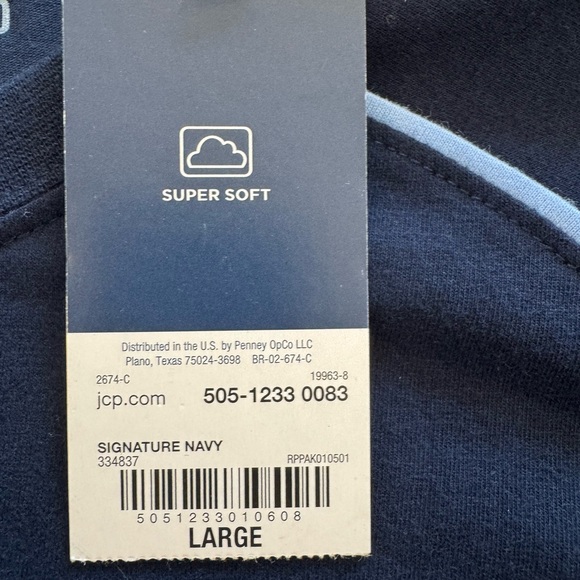 SUPER SOFT
Distributed in the U.S. by Penney OpCo LLC
Plano, Texas 75024-3698 BR-02-674-C
2674-C 19963-8
jcp.com 505-1233 0083
SIGNATURE NAVY
334837 RPPAK010501
5051233010608
LARGE